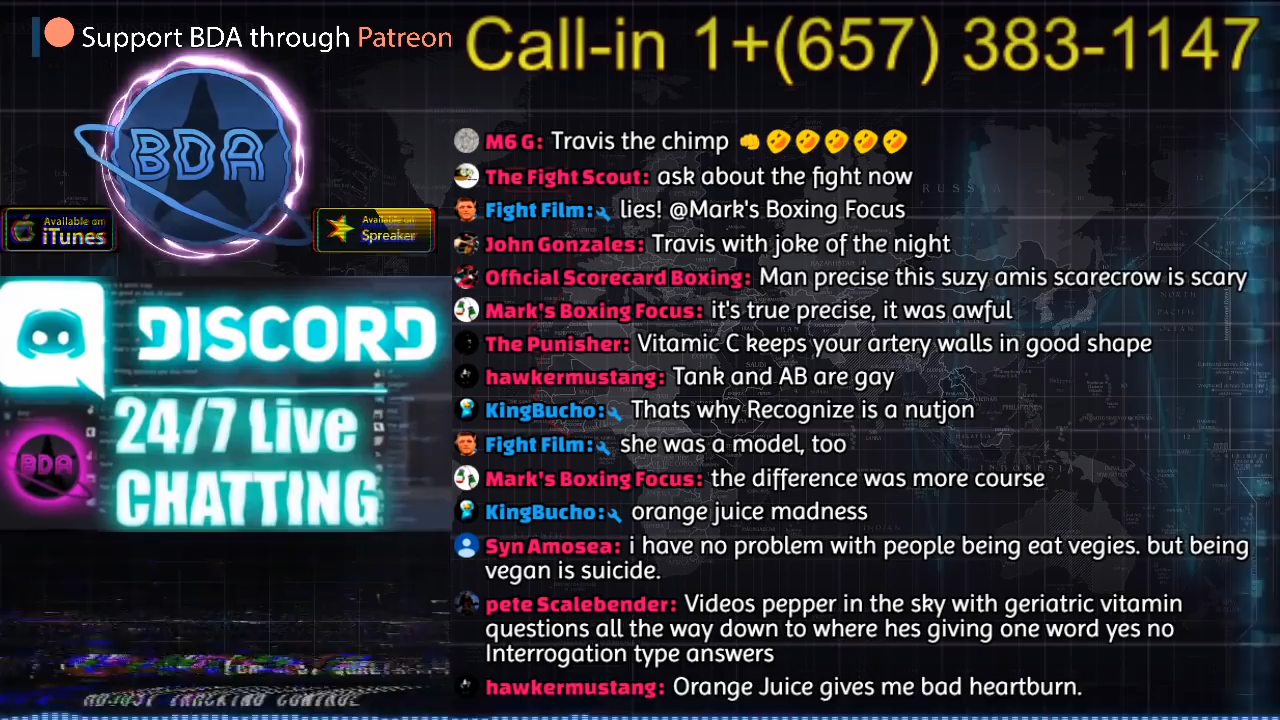 Support BDA through Patreon
Call-in 1+(657) 383-1147
BDA
Available on
iTunes
Available on
Spreaker
DISCORD
24/7 Live
CHATTING
BDA
M6 G: Travis the chimp 👊🤣🤣🤣🤣🤣
The Fight Scout: ask about the fight now
Fight Film: lies! @Mark's Boxing Focus
John Gonzales: Travis with joke of the night
Official Scorecard Boxing: Man precise this suzy amis scarecrow is scary
Mark's Boxing Focus: it's true precise, it was awful
The Punisher: Vitamic C keeps your artery walls in good shape
hawkermustang: Tank and AB are gay
KingBucho: Thats why Recognize is a nutjon
Fight Film: she was a model, too
Mark's Boxing Focus: the difference was more course
KingBucho: orange juice madness
Syn Amosea: i have no problem with people being eat vegies. but being
vegan is suicide.
pete Scalebender: Videos pepper in the sky with geriatric vitamin
questions all the way down to where hes giving one word yes no
Interrogation type answers
hawkermustang: Orange Juice gives me bad heartburn.
ADJUST TRACKING CONTROL
RUSSIA